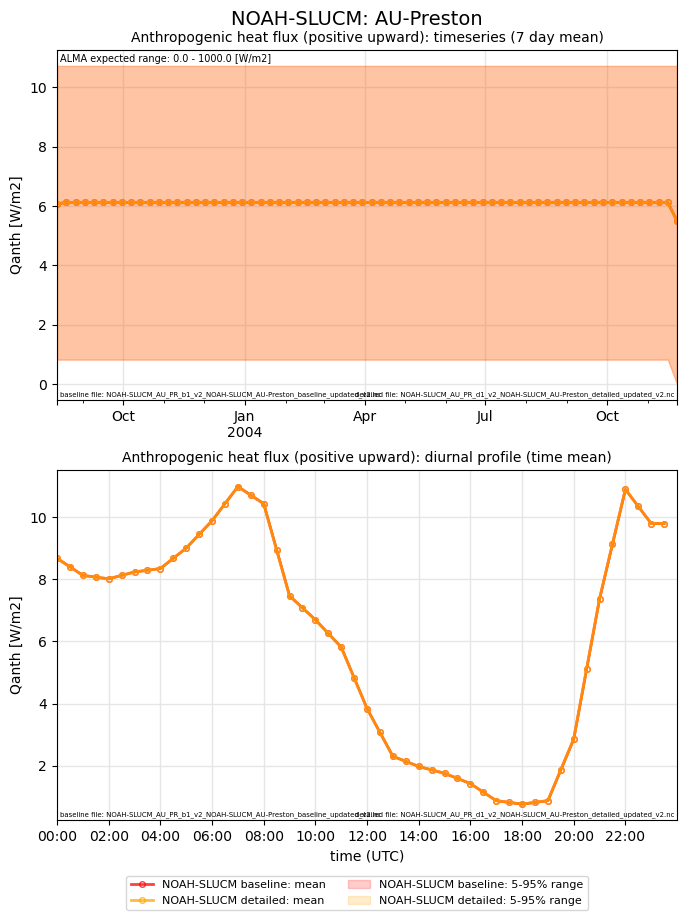 NOAH-SLUCM: AU-Preston
Anthropogenic heat flux (positive upward): timeseries (7 day mean)
ALMA expected range: 0.0 - 1000.0 [W/m2]
10
8
6
4
2
0
Qanth [W/m2]
baseline file: NOAH-SLUCM_AU_PR_b1_v2_NOAH-SLUCM_AU-Preston_baseline_updated_v2.nc
detailed file: NOAH-SLUCM_AU_PR_d1_v2_NOAH-SLUCM_AU-Preston_detailed_updated_v2.nc
Oct Jan Apr Jul Oct
2004
Anthropogenic heat flux (positive upward): diurnal profile (time mean)
10
8
6
4
2
Qanth [W/m2]
baseline file: NOAH-SLUCM_AU_PR_b1_v2_NOAH-SLUCM_AU-Preston_baseline_updated_v2.nc
detailed file: NOAH-SLUCM_AU_PR_d1_v2_NOAH-SLUCM_AU-Preston_detailed_updated_v2.nc
00:00 02:00 04:00 06:00 08:00 10:00 12:00 14:00 16:00 18:00 20:00 22:00
time (UTC)
NOAH-SLUCM baseline: mean
NOAH-SLUCM detailed: mean
NOAH-SLUCM baseline: 5-95% range
NOAH-SLUCM detailed: 5-95% range